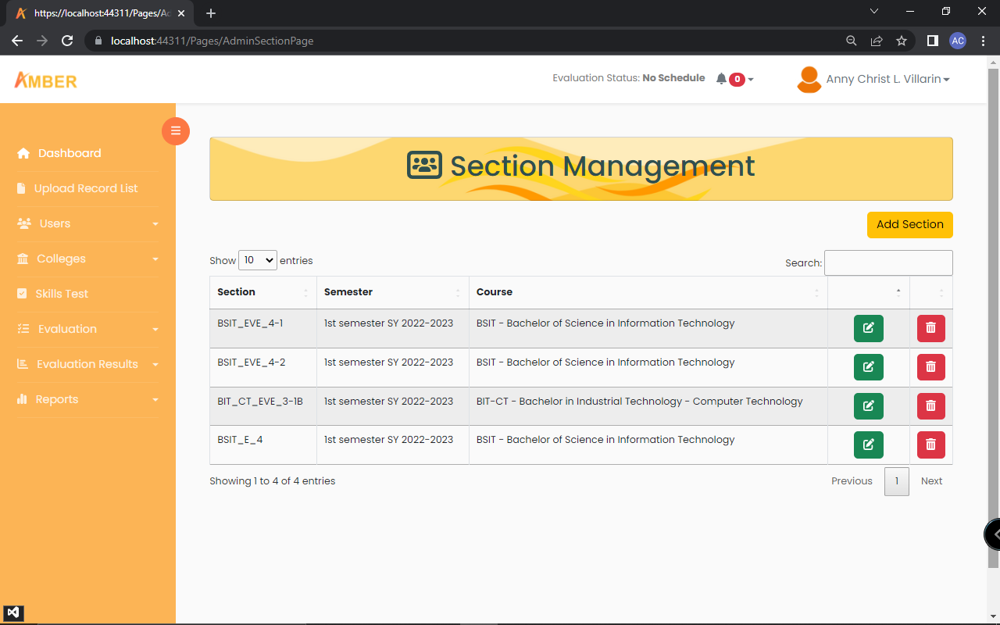 https://localhost:44311/Pages/Ad
localhost:44311/Pages/AdminSectionPage
AC
AMBER
Evaluation Status: No Schedule
0
Anny Christ L. Villarin
Dashboard
Upload Record List
Users
Colleges
Skills Test
Evaluation
Evaluation Results
Reports
Section Management
Add Section
Show 10 entries
Search:
Section Semester Course
BSIT_EVE_4-1 1st semester SY 2022-2023 BSIT - Bachelor of Science in Information Technology
BSIT_EVE_4-2 1st semester SY 2022-2023 BSIT - Bachelor of Science in Information Technology
BIT_CT_EVE_3-1B 1st semester SY 2022-2023 BIT-CT - Bachelor in Industrial Technology - Computer Technology
BSIT_E_4 1st semester SY 2022-2023 BSIT - Bachelor of Science in Information Technology
Showing 1 to 4 of 4 entries
Previous 1 Next